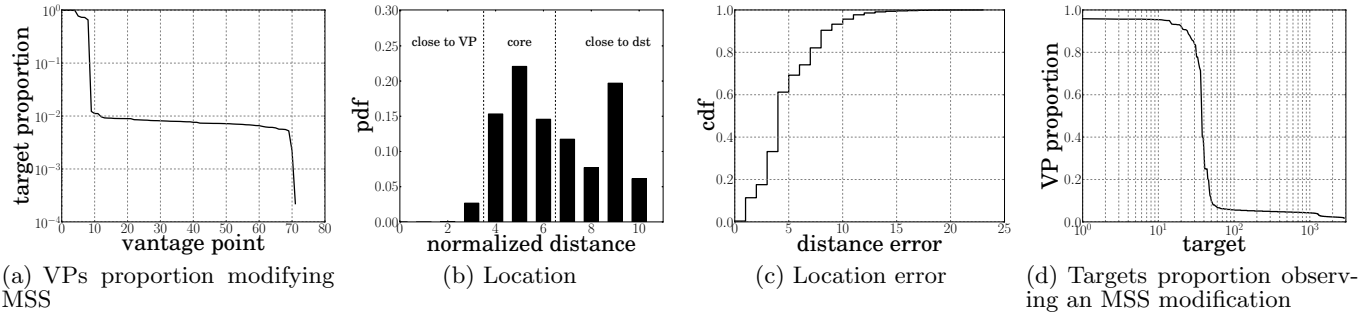 10^0
10^-1
10^-2
10^-3
10^-4
0 10 20 30 40 50 60 70 80
target proportion
vantage point
(a) VPs proportion modifying
MSS
0.30
0.25
0.20
0.15
0.10
0.05
0.00
0 2 4 6 8 10
close to VP
core
close to dst
pdf
normalized distance
(b) Location
1.0
0.8
0.6
0.4
0.2
0.0
0 5 10 15 20 25
cdf
distance error
(c) Location error
1.0
0.8
0.6
0.4
0.2
0.0
10^0 10^1 10^2 10^3
VP proportion
target
(d) Targets proportion observ-
ing an MSS modification